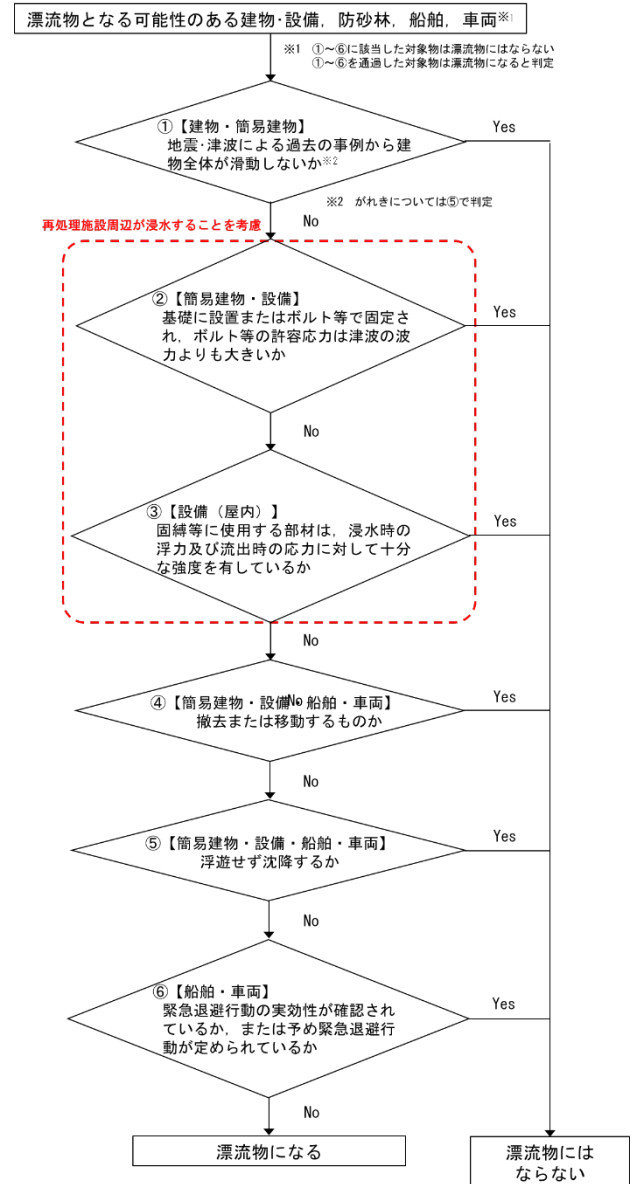 漂流物となる可能性のある建物・設備，防砂林，船舶，車両※1
※1　①～⑥に該当した対象物は漂流物にはならない
①～⑥を通過した対象物は漂流物になると判定
①【建物・簡易建物】
地震・津波による過去の事例から建
物全体が滑動しないか※2
Yes
※2　がれきについては⑤で判定
No
再処理施設周辺が浸水することを考慮
②【簡易建物・設備】
基礎に設置またはボルト等で固定さ
れ，ボルト等の許容応力は津波の波
力よりも大きいか
Yes
No
③【設備（屋内）】
固縛等に使用する部材は，浸水時の
浮力及び流出時の応力に対して十分
な強度を有しているか
Yes
No
④【簡易建物・設備・船舶・車両】
No
撤去または移動するものか
Yes
No
⑤【簡易建物・設備・船舶・車両】
浮遊せず沈降するか
Yes
No
⑥【船舶・車両】
緊急退避行動の実効性が確認され
ているか，または予め緊急退避行
動が定められているか
Yes
No
漂流物になる
漂流物には
ならない